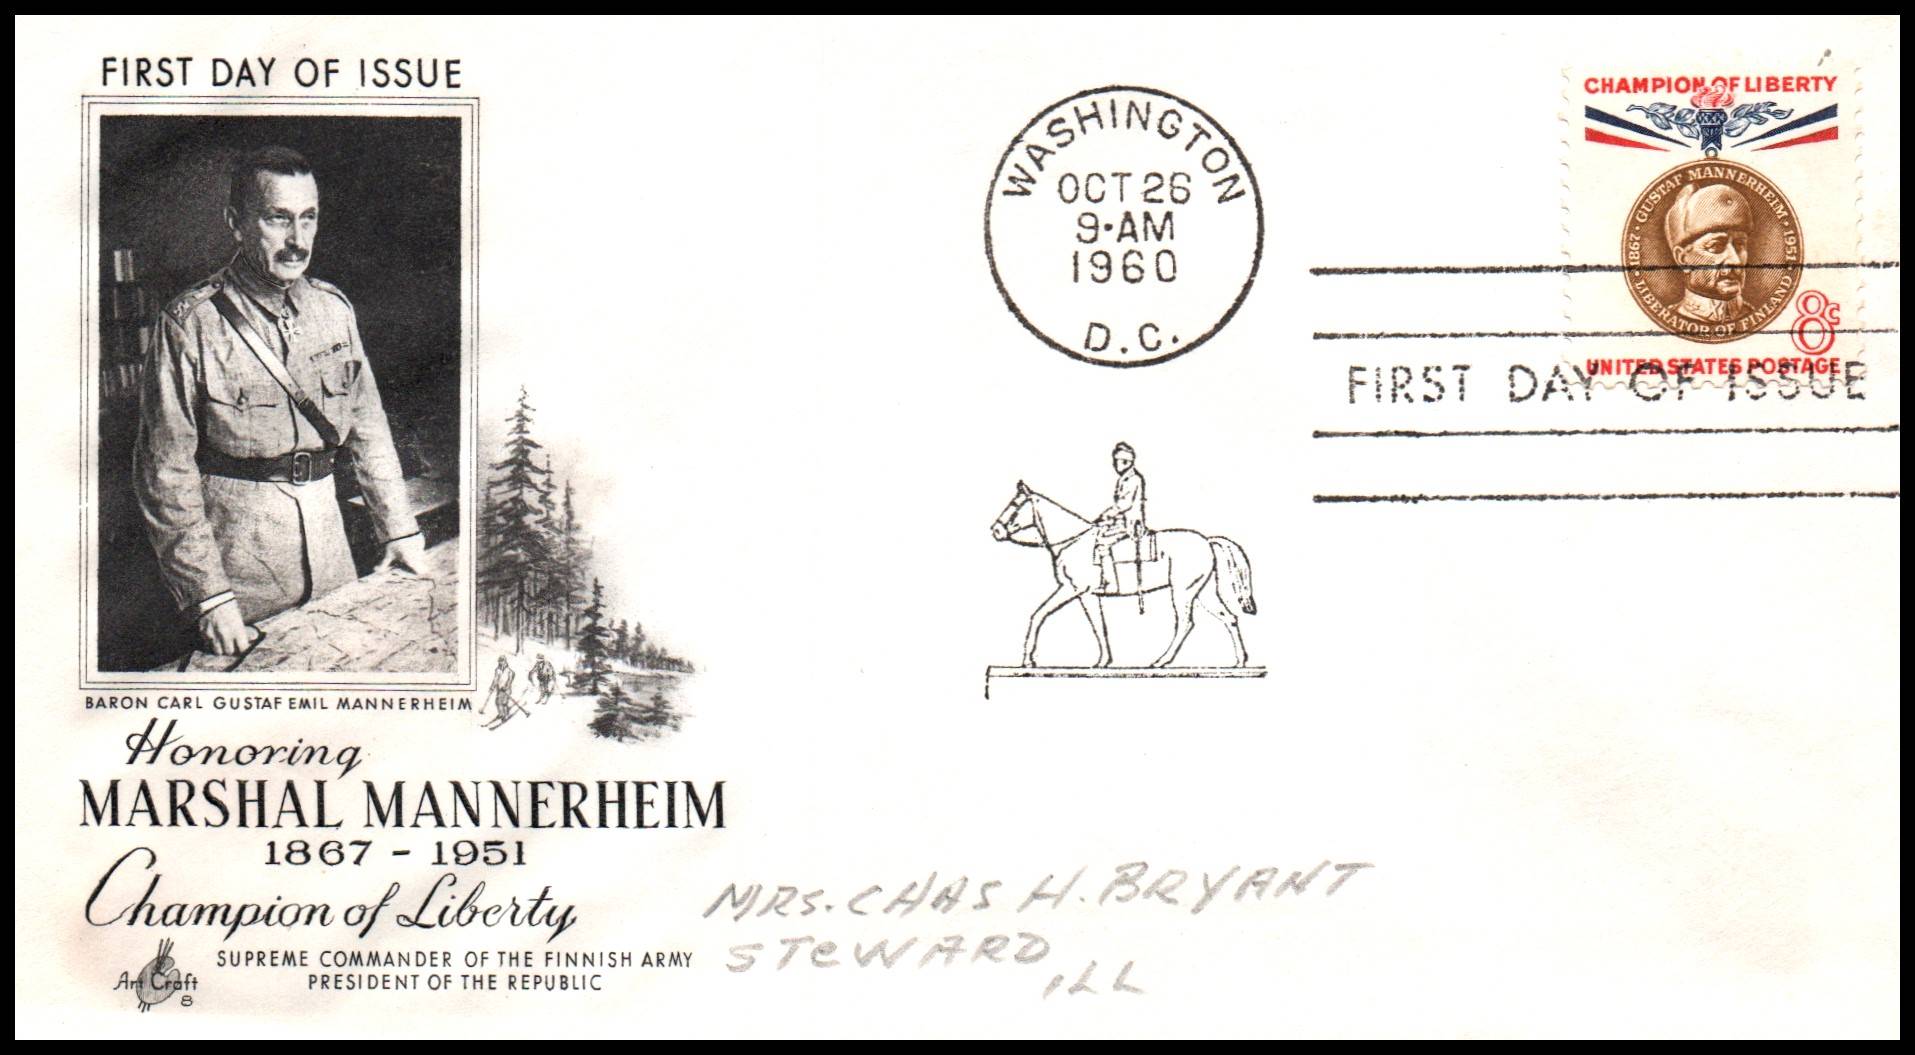 FIRST DAY OF ISSUE
BARON CARL GUSTAF EMIL MANNERHEIM
Honoring
MARSHAL MANNERHEIM
1867 - 1951
Champion of Liberty
SUPREME COMMANDER OF THE FINNISH ARMY
PRESIDENT OF THE REPUBLIC
Art Craft
8
WASHINGTON
OCT 26
9·AM
1960
D.C.
CHAMPION OF LIBERTY
1867 · GUSTAF MANNERHEIM · 1951
· LIBERATOR OF FINLAND ·
8c
UNITED STATES POSTAGE
FIRST DAY OF ISSUE
MRS. CHAS H. BRYANT
STeWARD,
ILL